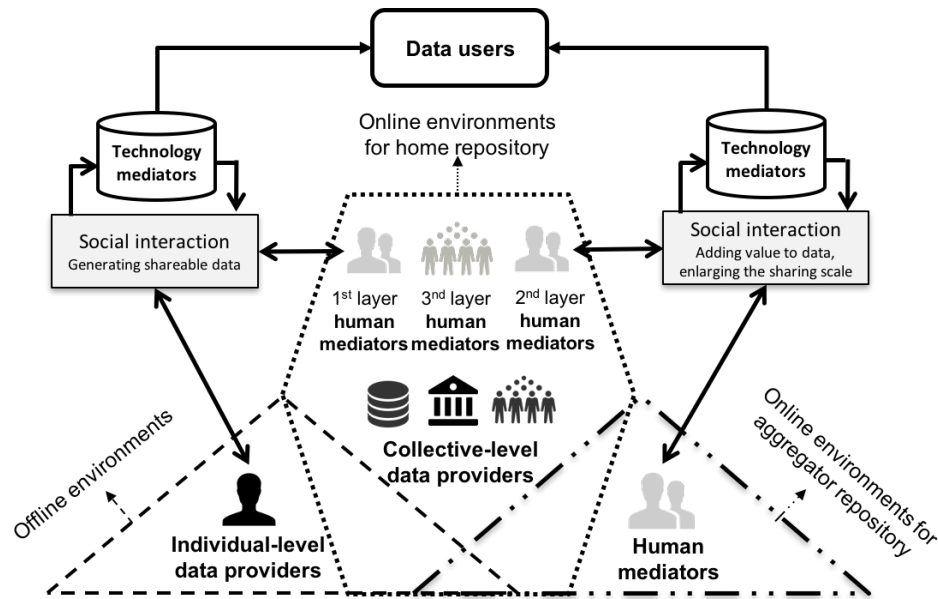 Data users
Online environments
for home repository
Technology
mediators
Technology
mediators
Social interaction
Generating shareable data
Social interaction
Adding value to data,
enlarging the sharing scale
1st layer
human
mediators
3nd layer
human
mediators
2nd layer
human
mediators
Collective-level
data providers
Offline environments
Online environments for
aggregator repository
Individual-level
data providers
Human
mediators